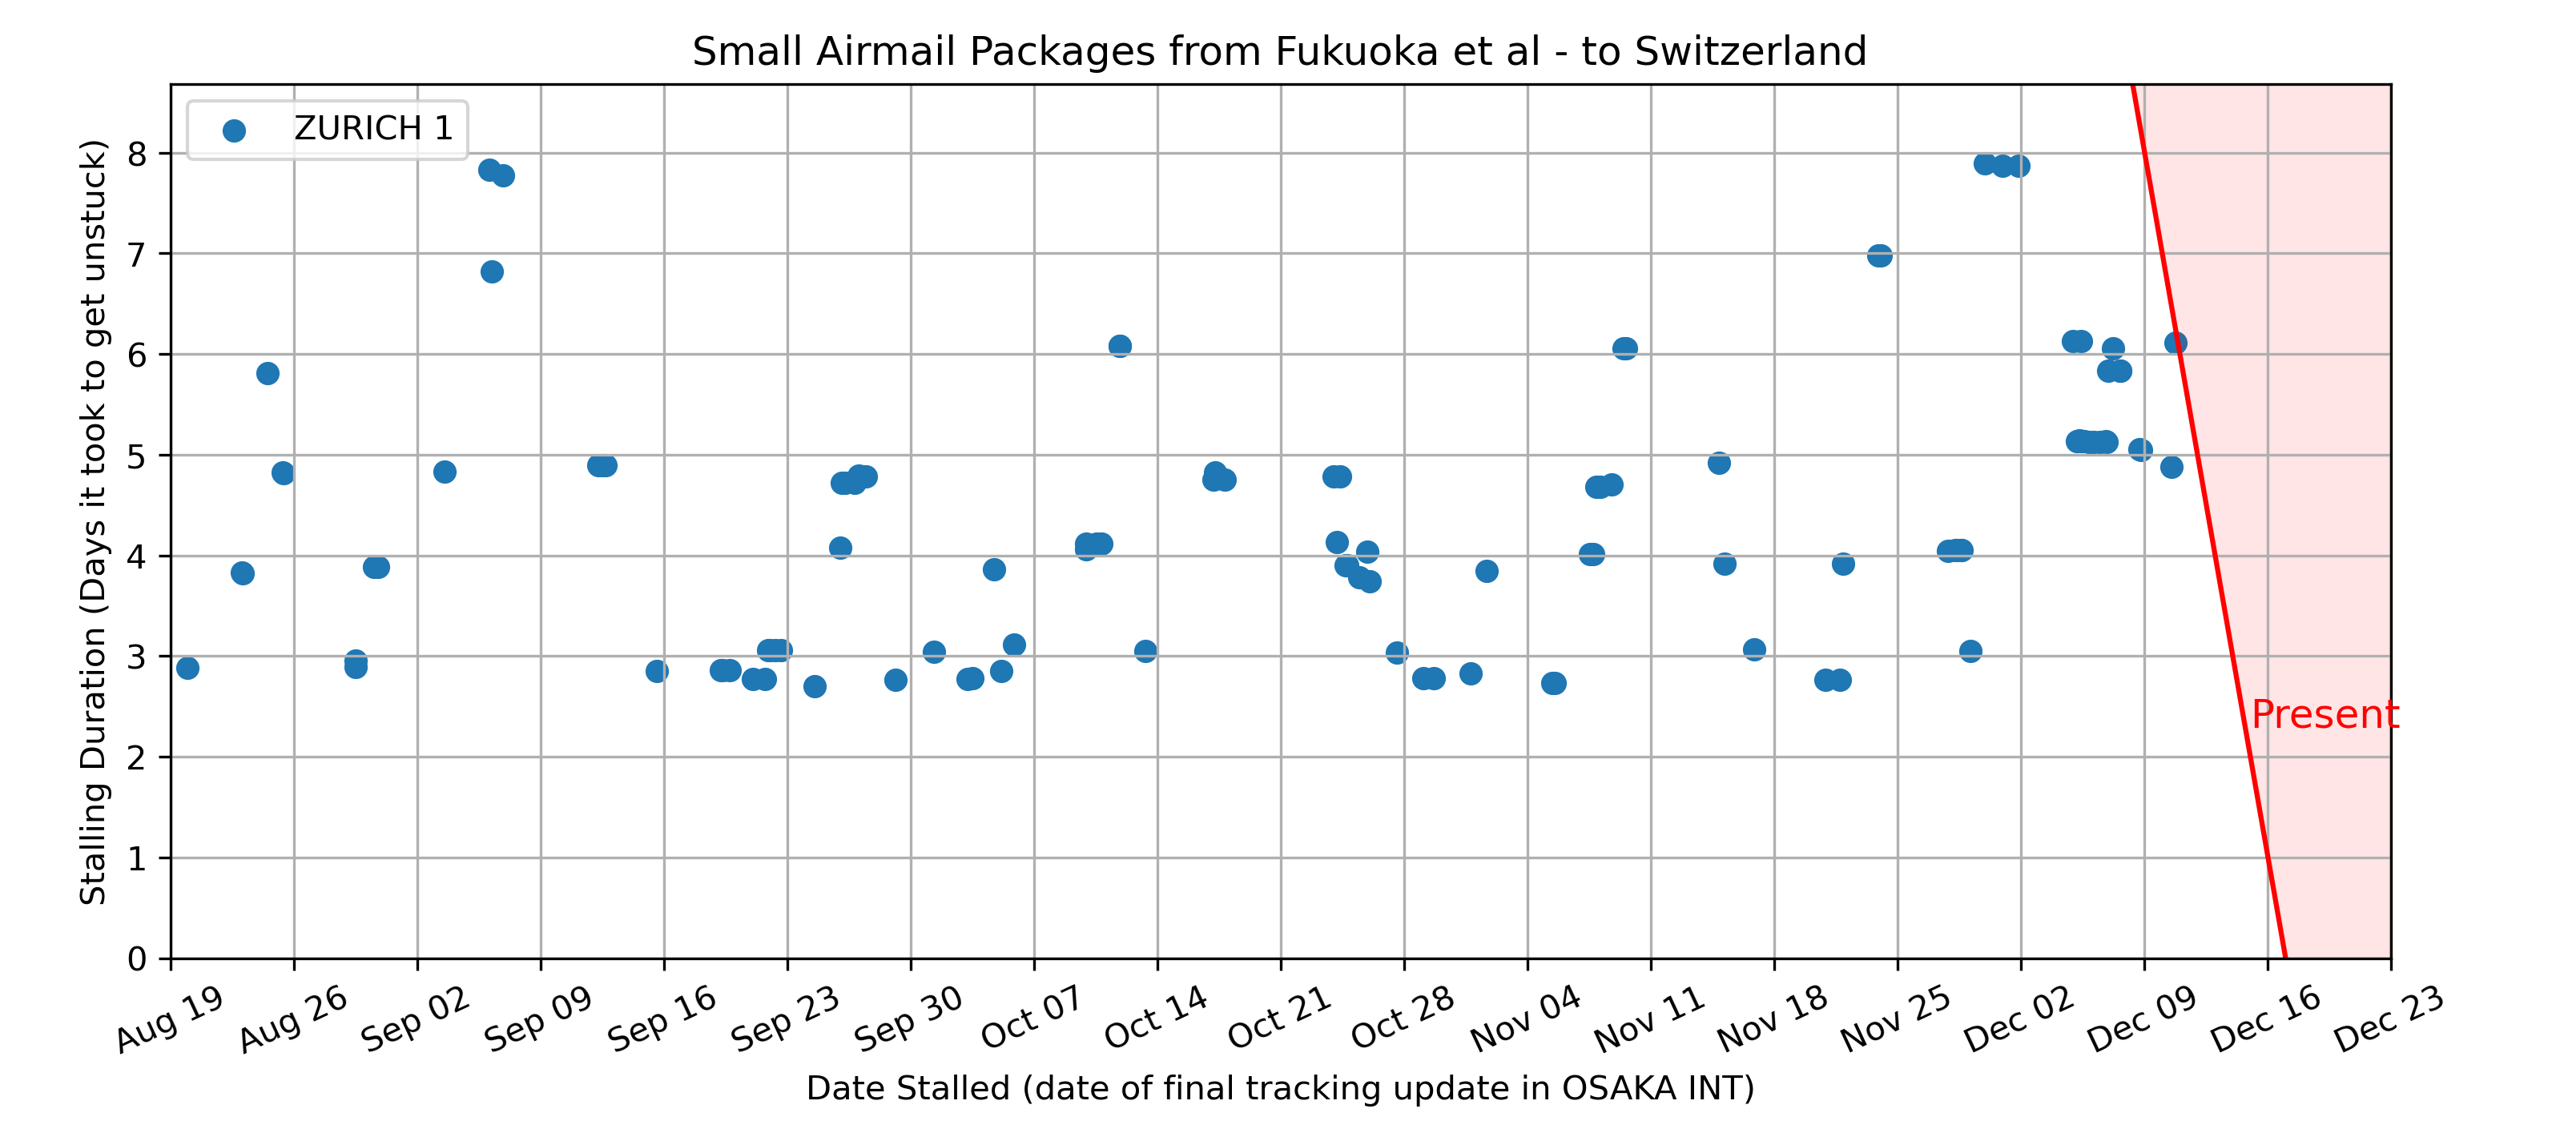 Small Airmail Packages from Fukuoka et al - to Switzerland
ZURICH 1
Stalling Duration (Days it took to get unstuck)
8
7
6
5
4
3
2
1
0
Present
Aug 19 Aug 26 Sep 02 Sep 09 Sep 16 Sep 23 Sep 30 Oct 07 Oct 14 Oct 21 Oct 28 Nov 04 Nov 11 Nov 18 Nov 25 Dec 02 Dec 09 Dec 16 Dec 23
Date Stalled (date of final tracking update in OSAKA INT)